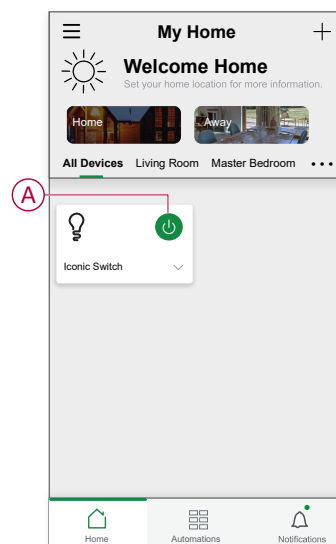 My Home
Welcome Home
Set your home location for more information.
Home
Away
All Devices Living Room Master Bedroom
A
Iconic Switch
Home Automations Notifications